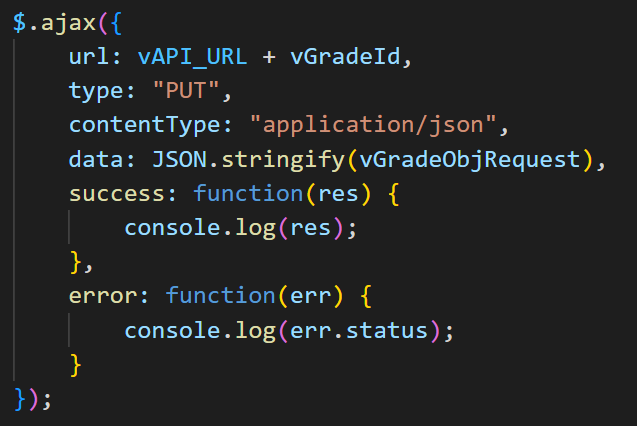 $.ajax({
    url: vAPI_URL + vGradeId,
    type: "PUT",
    contentType: "application/json",
    data: JSON.stringify(vGradeObjRequest),
    success: function(res) {
        console.log(res);
    },
    error: function(err) {
        console.log(err.status);
    }
});